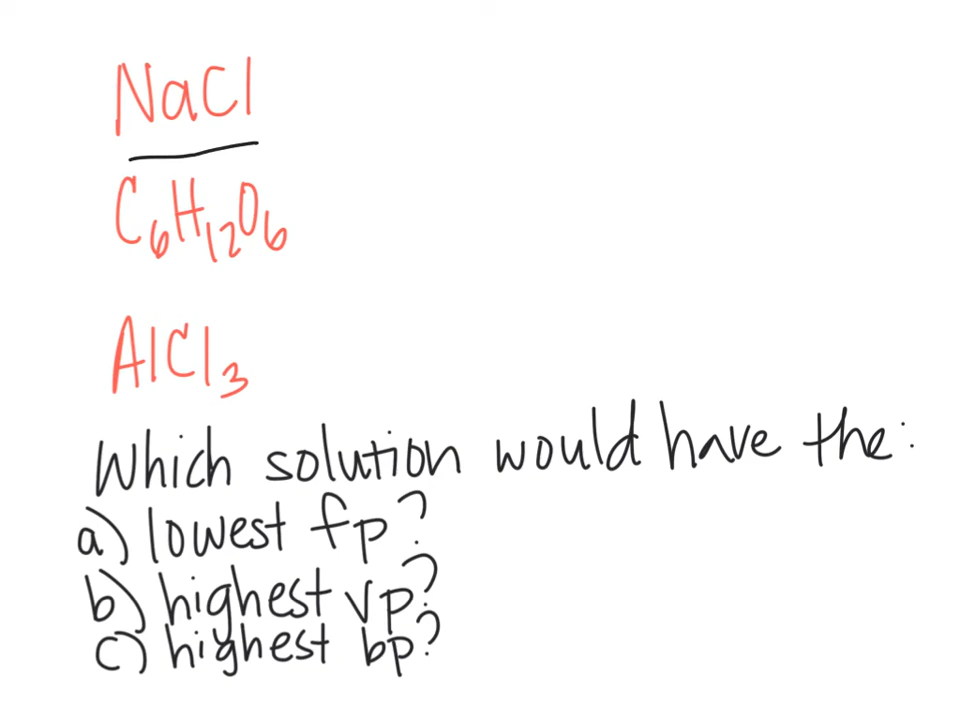 NaCl
C6H12O6
AlCl3
Which solution would have the:
a) lowest fp?
b) highest vp?
c) highest bp?